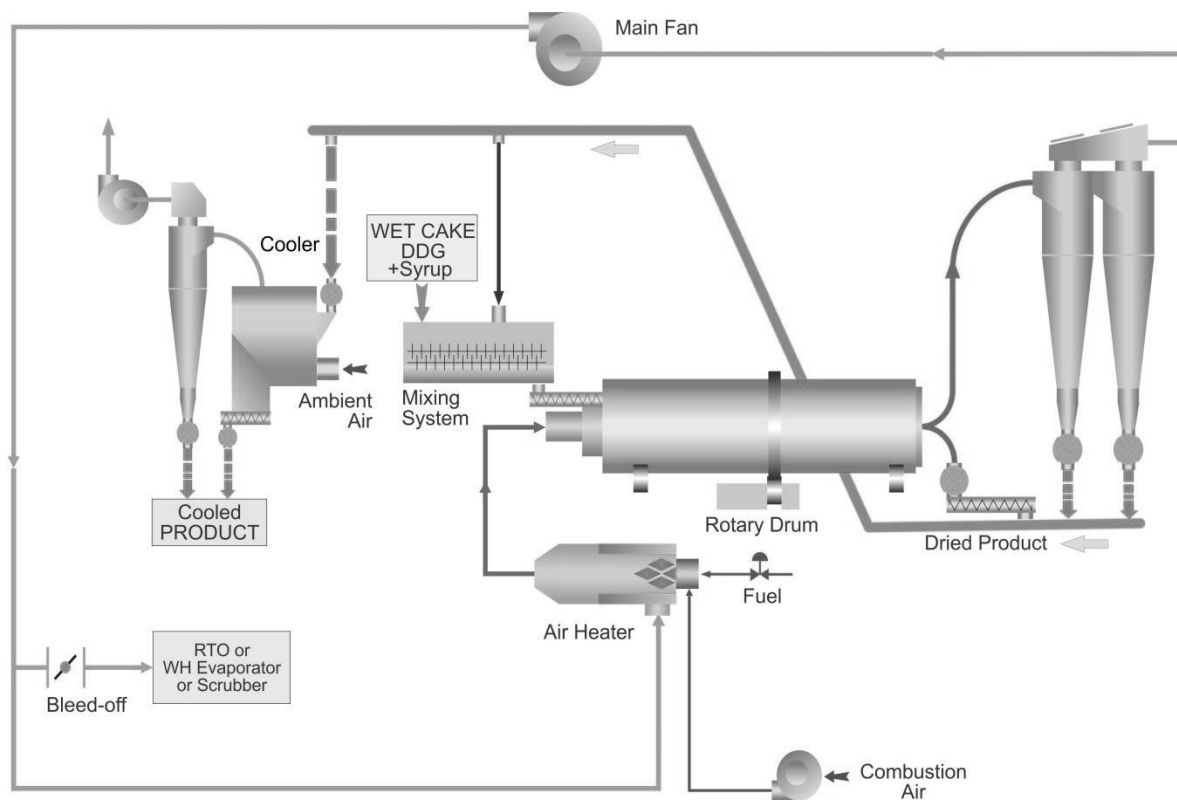 Main Fan
Cooler
WET CAKE
DDG
+Syrup
Ambient
Air
Mixing
System
Cooled
PRODUCT
Rotary Drum
Dried Product
Fuel
Air Heater
RTO or
WH Evaporator
or Scrubber
Bleed-off
Combustion
Air